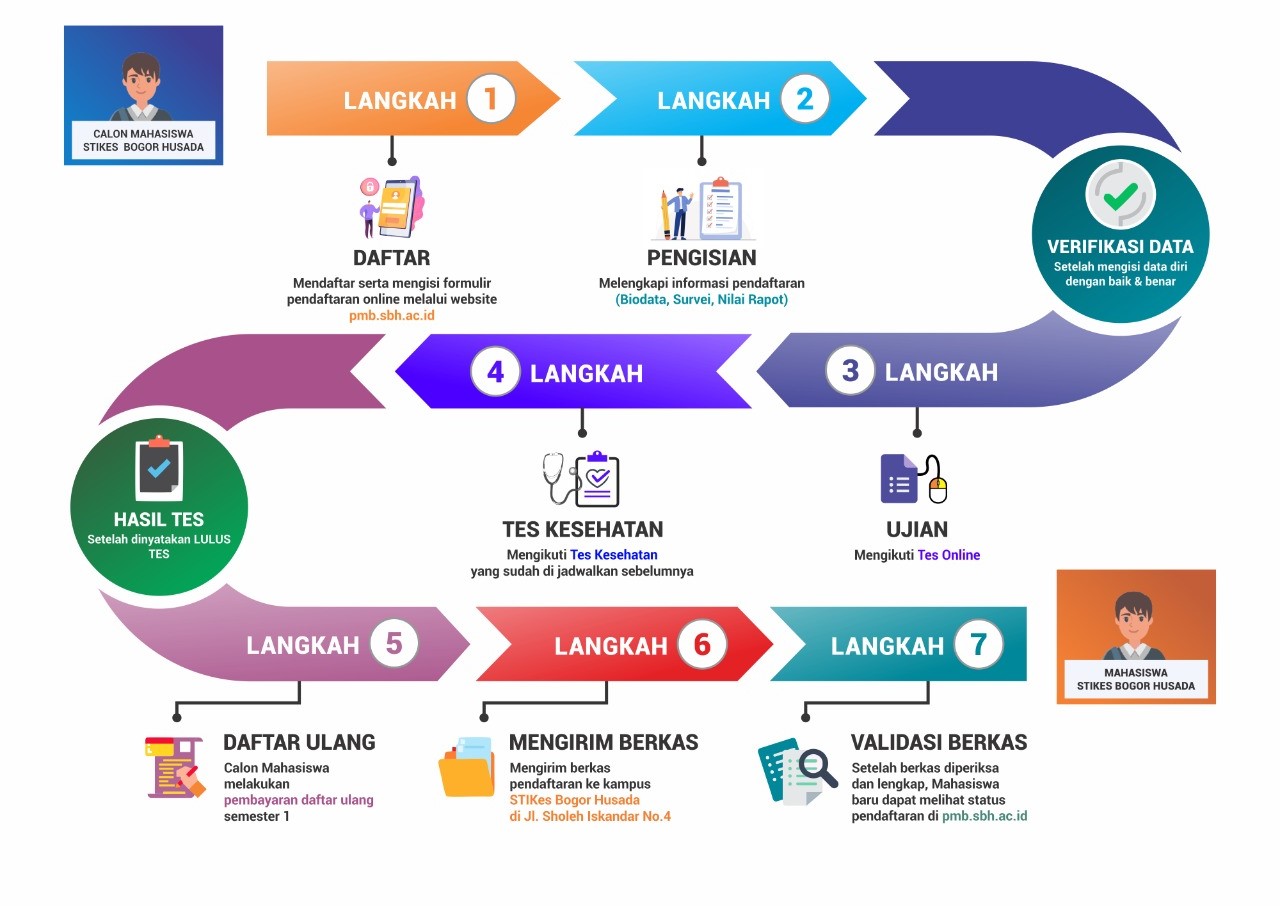 CALON MAHASISWA
STIKES BOGOR HUSADA
LANGKAH 1
DAFTAR
Mendaftar serta mengisi formulir
pendaftaran online melalui website
pmb.sbh.ac.id
LANGKAH 2
PENGISIAN
Melengkapi informasi pendaftaran
(Biodata, Survei, Nilai Rapot)
VERIFIKASI DATA
Setelah mengisi data diri
dengan baik & benar
3 LANGKAH
UJIAN
Mengikuti Tes Online
4 LANGKAH
TES KESEHATAN
Mengikuti Tes Kesehatan
yang sudah di jadwalkan sebelumnya
HASIL TES
Setelah dinyatakan LULUS
TES
LANGKAH 5
DAFTAR ULANG
Calon Mahasiswa
melakukan
pembayaran daftar ulang
semester 1
LANGKAH 6
MENGIRIM BERKAS
Mengirim berkas
pendaftaran ke kampus
STIKes Bogor Husada
di Jl. Sholeh Iskandar No.4
LANGKAH 7
VALIDASI BERKAS
Setelah berkas diperiksa
dan lengkap, Mahasiswa
baru dapat melihat status
pendaftaran di pmb.sbh.ac.id
MAHASISWA
STIKES BOGOR HUSADA